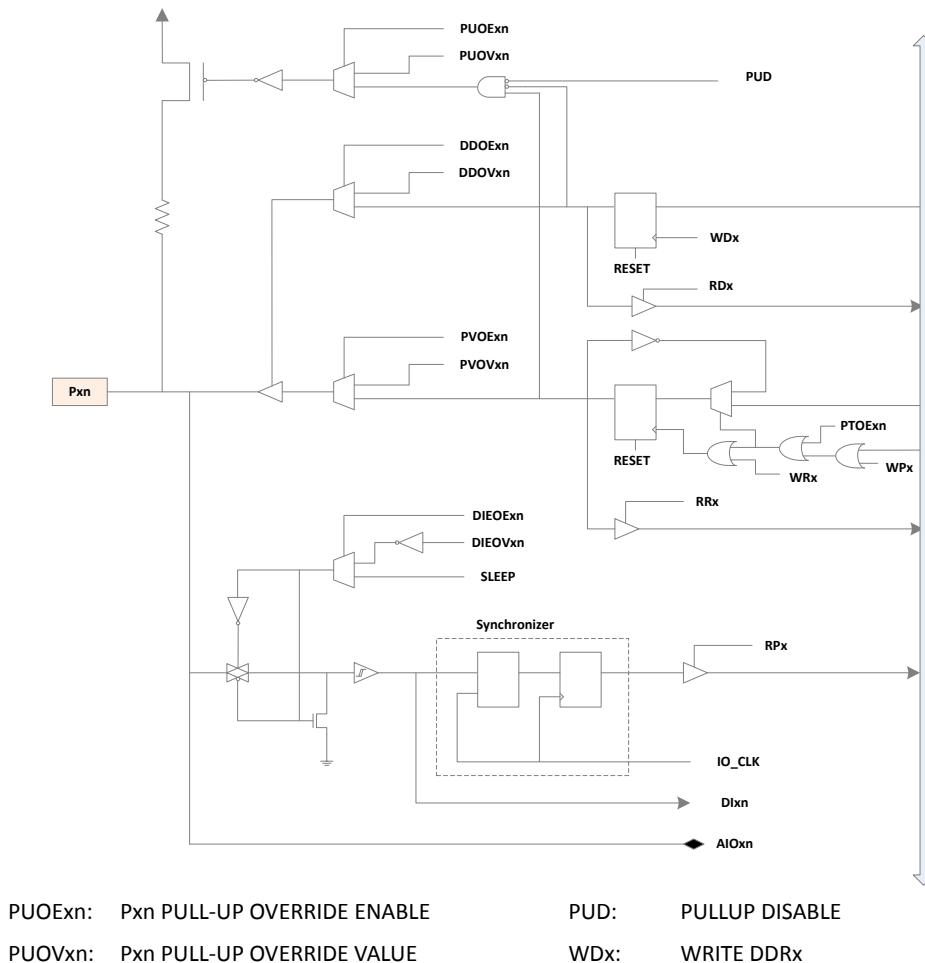 PUOExn
PUOVxn
PUD
DDOExn
DDOVxn
WDx
RESET
RDx
PVOExn
PVOVxn
Pxn
PTOExn
RESET
WRx
WPx
RRx
DIEOExn
DIEOVxn
SLEEP
Synchronizer
RPx
IO_CLK
DIxn
AIOxn
PUOExn: Pxn PULL-UP OVERRIDE ENABLE PUD: PULLUP DISABLE
PUOVxn: Pxn PULL-UP OVERRIDE VALUE WDx: WRITE DDRx